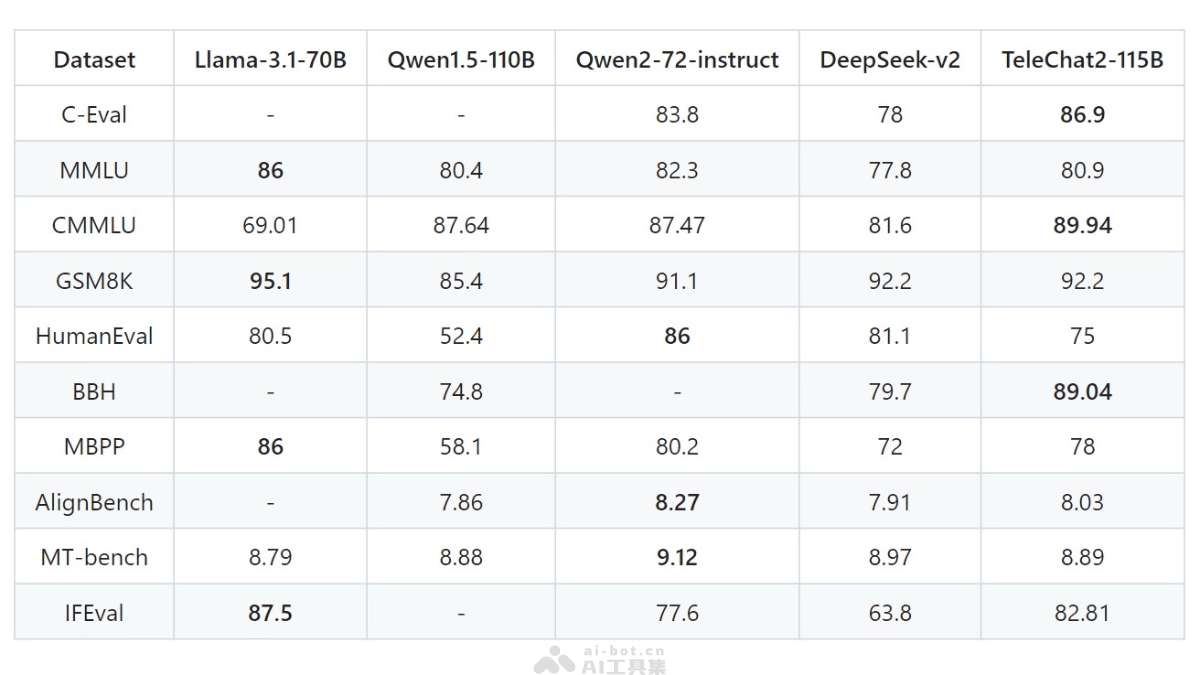 Dataset Llama-3.1-70B Qwen1.5-110B Qwen2-72-instruct DeepSeek-v2 TeleChat2-115B
C-Eval - - 83.8 78 86.9
MMLU 86 80.4 82.3 77.8 80.9
CMMLU 69.01 87.64 87.47 81.6 89.94
GSM8K 95.1 85.4 91.1 92.2 92.2
HumanEval 80.5 52.4 86 81.1 75
BBH - 74.8 - 79.7 89.04
MBPP 86 58.1 80.2 72 78
AlignBench - 7.86 8.27 7.91 8.03
MT-bench 8.79 8.88 9.12 8.97 8.89
IFEval 87.5 - 77.6 63.8 82.81
ai-bot.cn
AI工具集